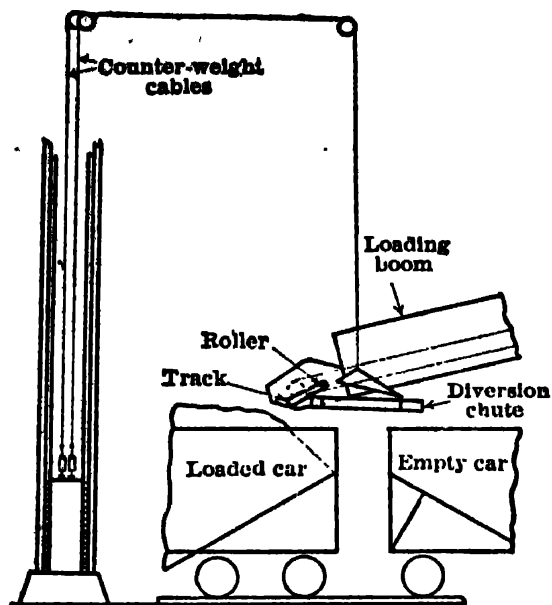 Counter-weight
cables
Loading
boom
Roller
Track
Diversion
chute
Loaded car
Empty car